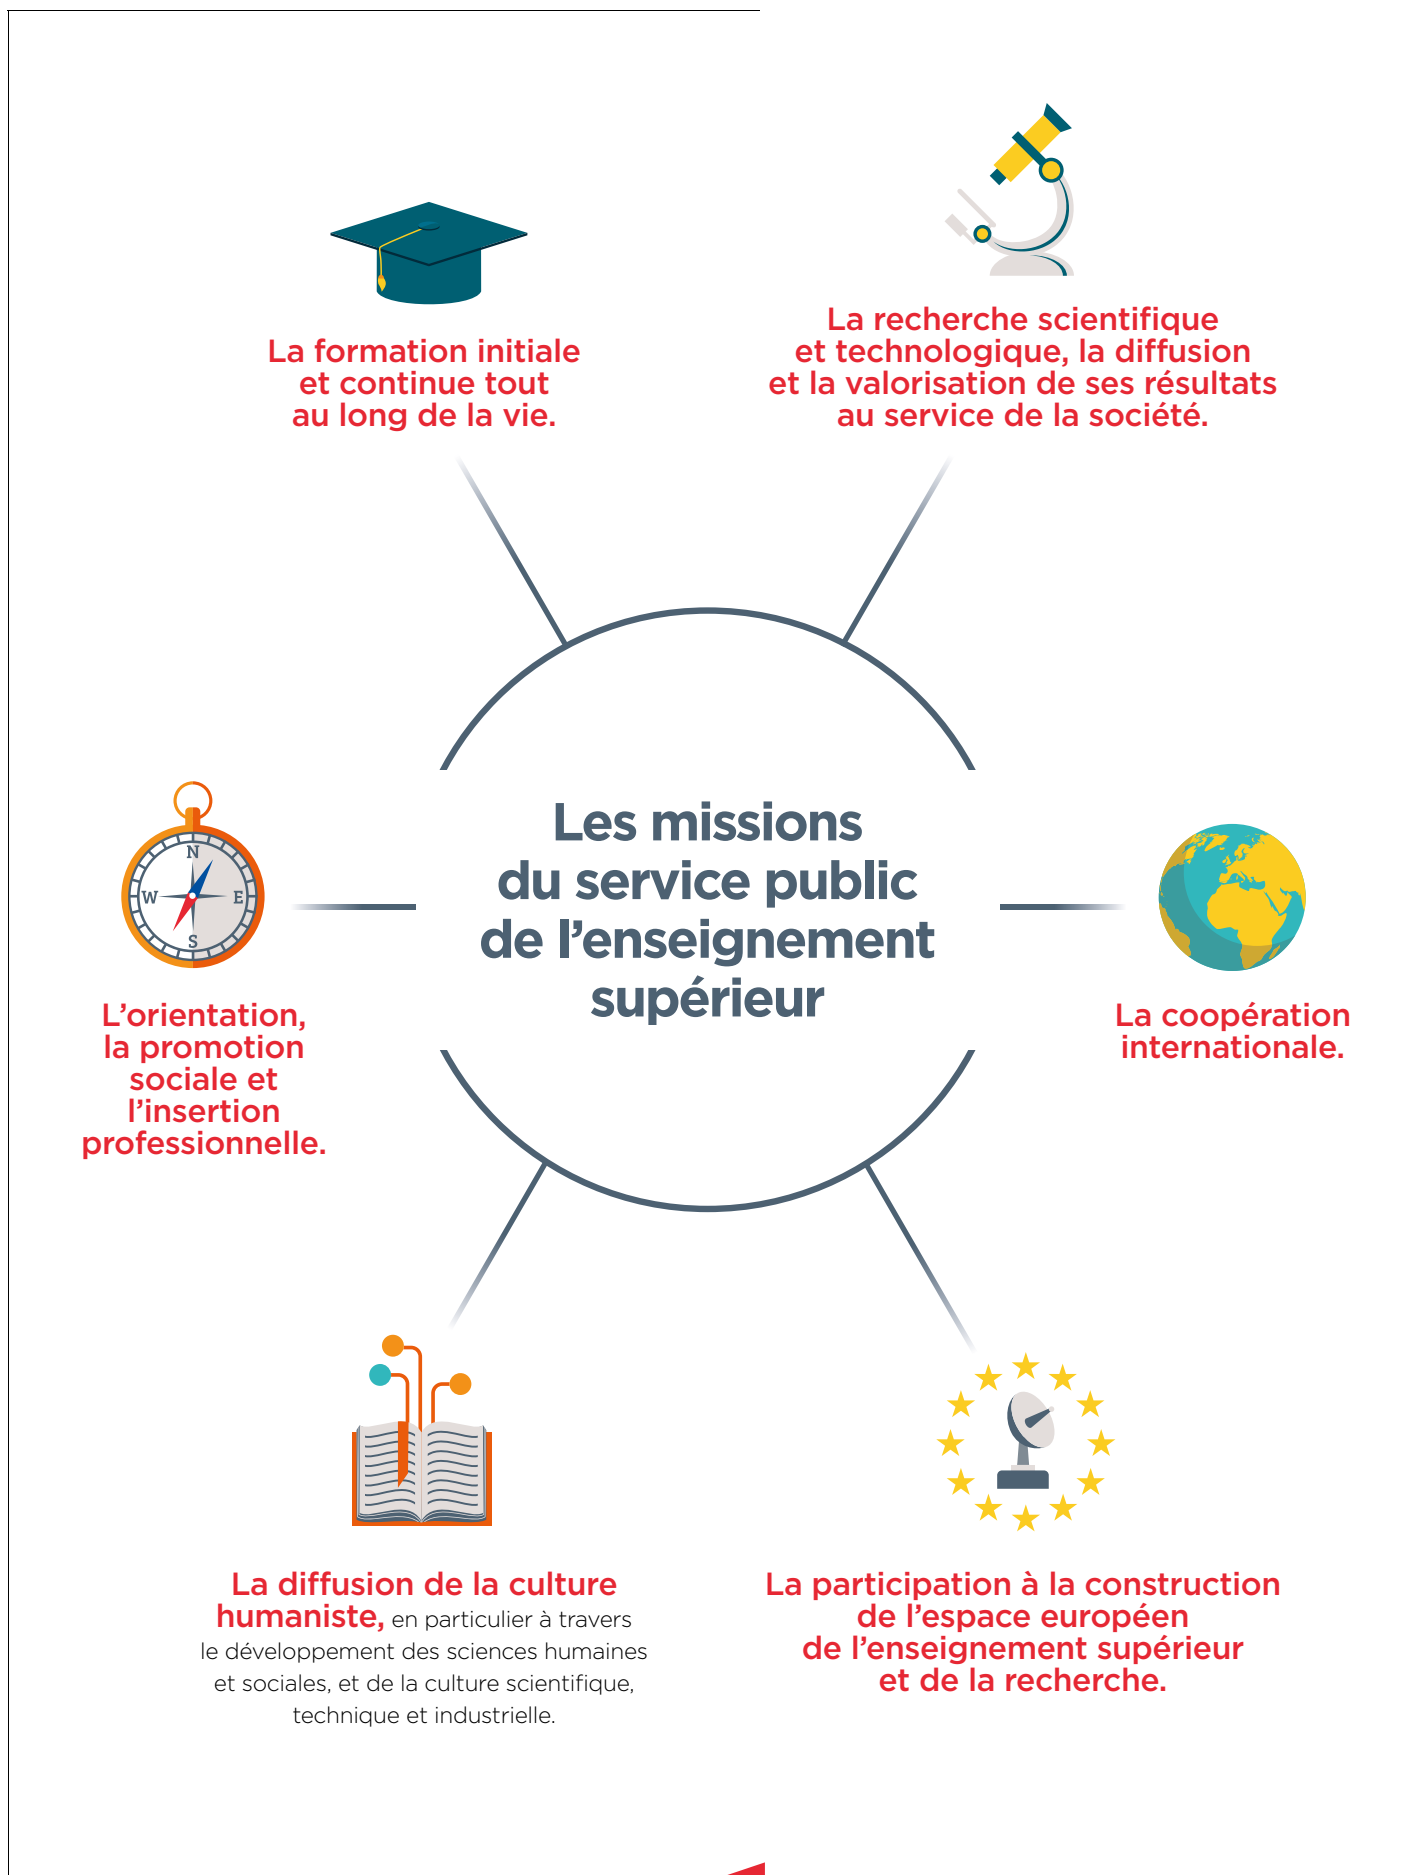 La formation initiale
et continue tout
au long de la vie.
La recherche scientifique
et technologique, la diffusion
et la valorisation de ses résultats
au service de la société.
Les missions
du service public
de l’enseignement
supérieur
N
W
E
S
L’orientation,
la promotion
sociale et
l’insertion
professionnelle.
La coopération
internationale.
La diffusion de la culture
humaniste, en particulier à travers
le développement des sciences humaines
et sociales, et de la culture scientifique,
technique et industrielle.
La participation à la construction
de l’espace européen
de l’enseignement supérieur
et de la recherche.